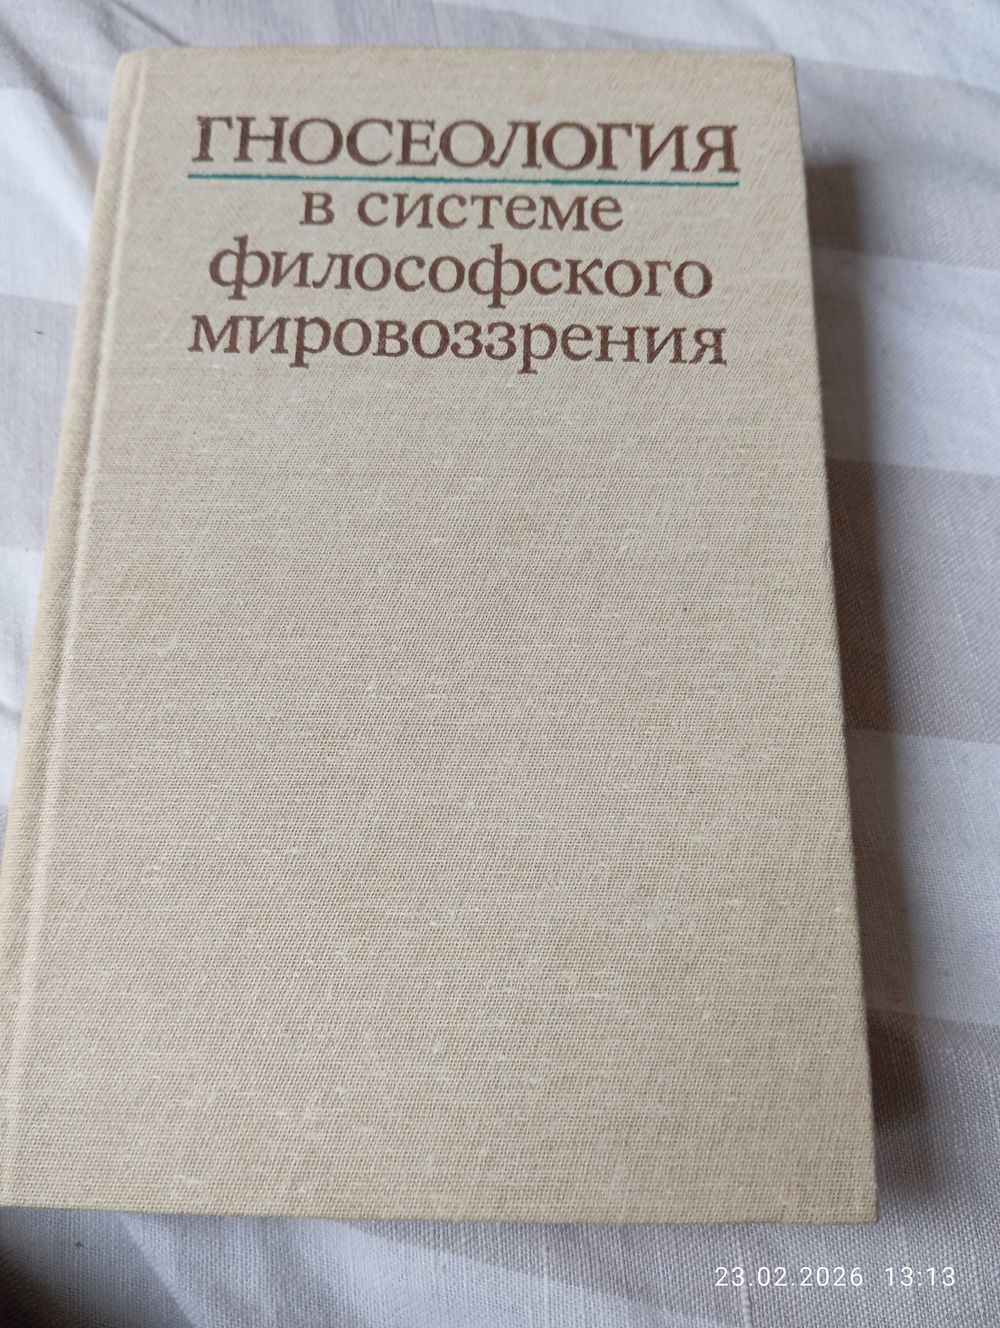 ГНОСЕОЛОГИЯ
в системе
философского
мировоззрения
23.02.2026 13:13